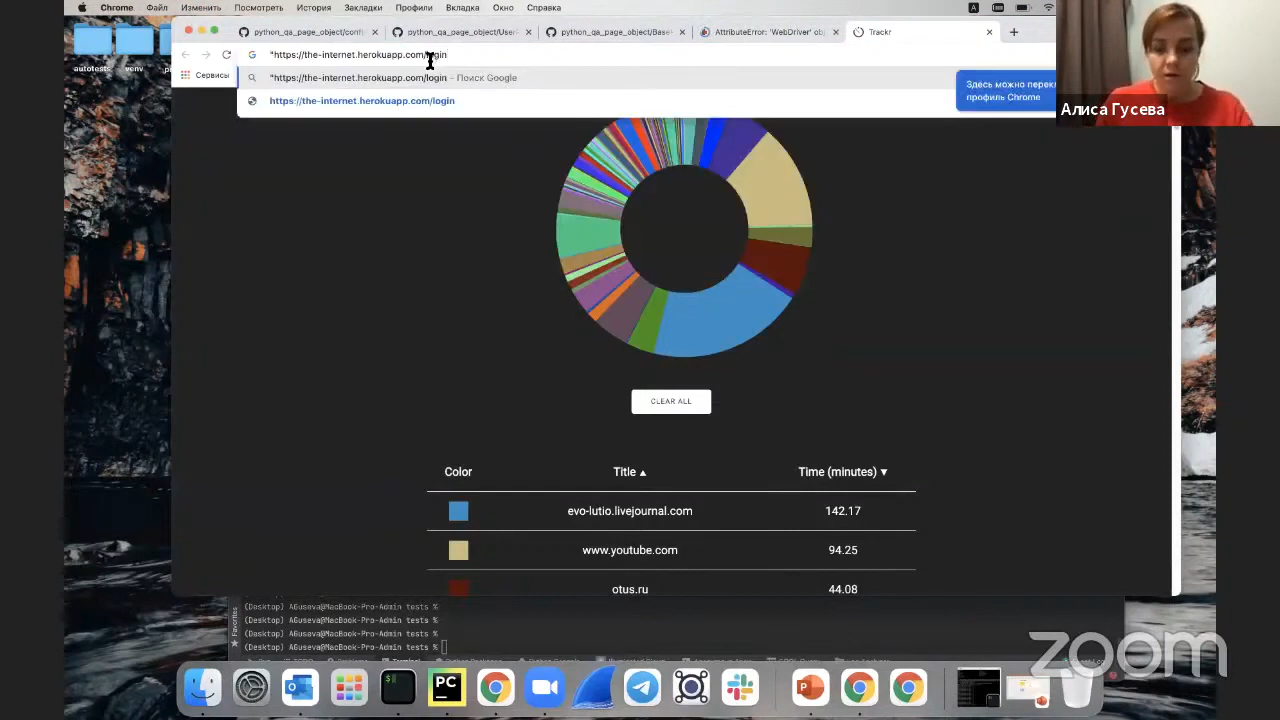 Chrome Файл Изменить Посмотреть История Закладки Профили Вкладка Окно Справка A
python_qa_page_object/confi python_qa_page_object/User python_qa_page_object/Base AttributeError: 'WebDriver' ob Trackr
"https://the-internet.herokuapp.com/login
Сервисы
"https://the-internet.herokuapp.com/login – Поиск Google
https://the-internet.herokuapp.com/login
Здесь можно перекл
профиль Chrome
Алиса Гусева
autotests venv
CLEAR ALL
Color Title ▲ Time (minutes) ▼
evo-lutio.livejournal.com 142.17
www.youtube.com 94.25
otus.ru 44.08
Favorites
(Desktop) AGuseva@MacBook-Pro-Admin tests %
(Desktop) AGuseva@MacBook-Pro-Admin tests %
(Desktop) AGuseva@MacBook-Pro-Admin tests %
(Desktop) AGuseva@MacBook-Pro-Admin tests %
zoom
PC